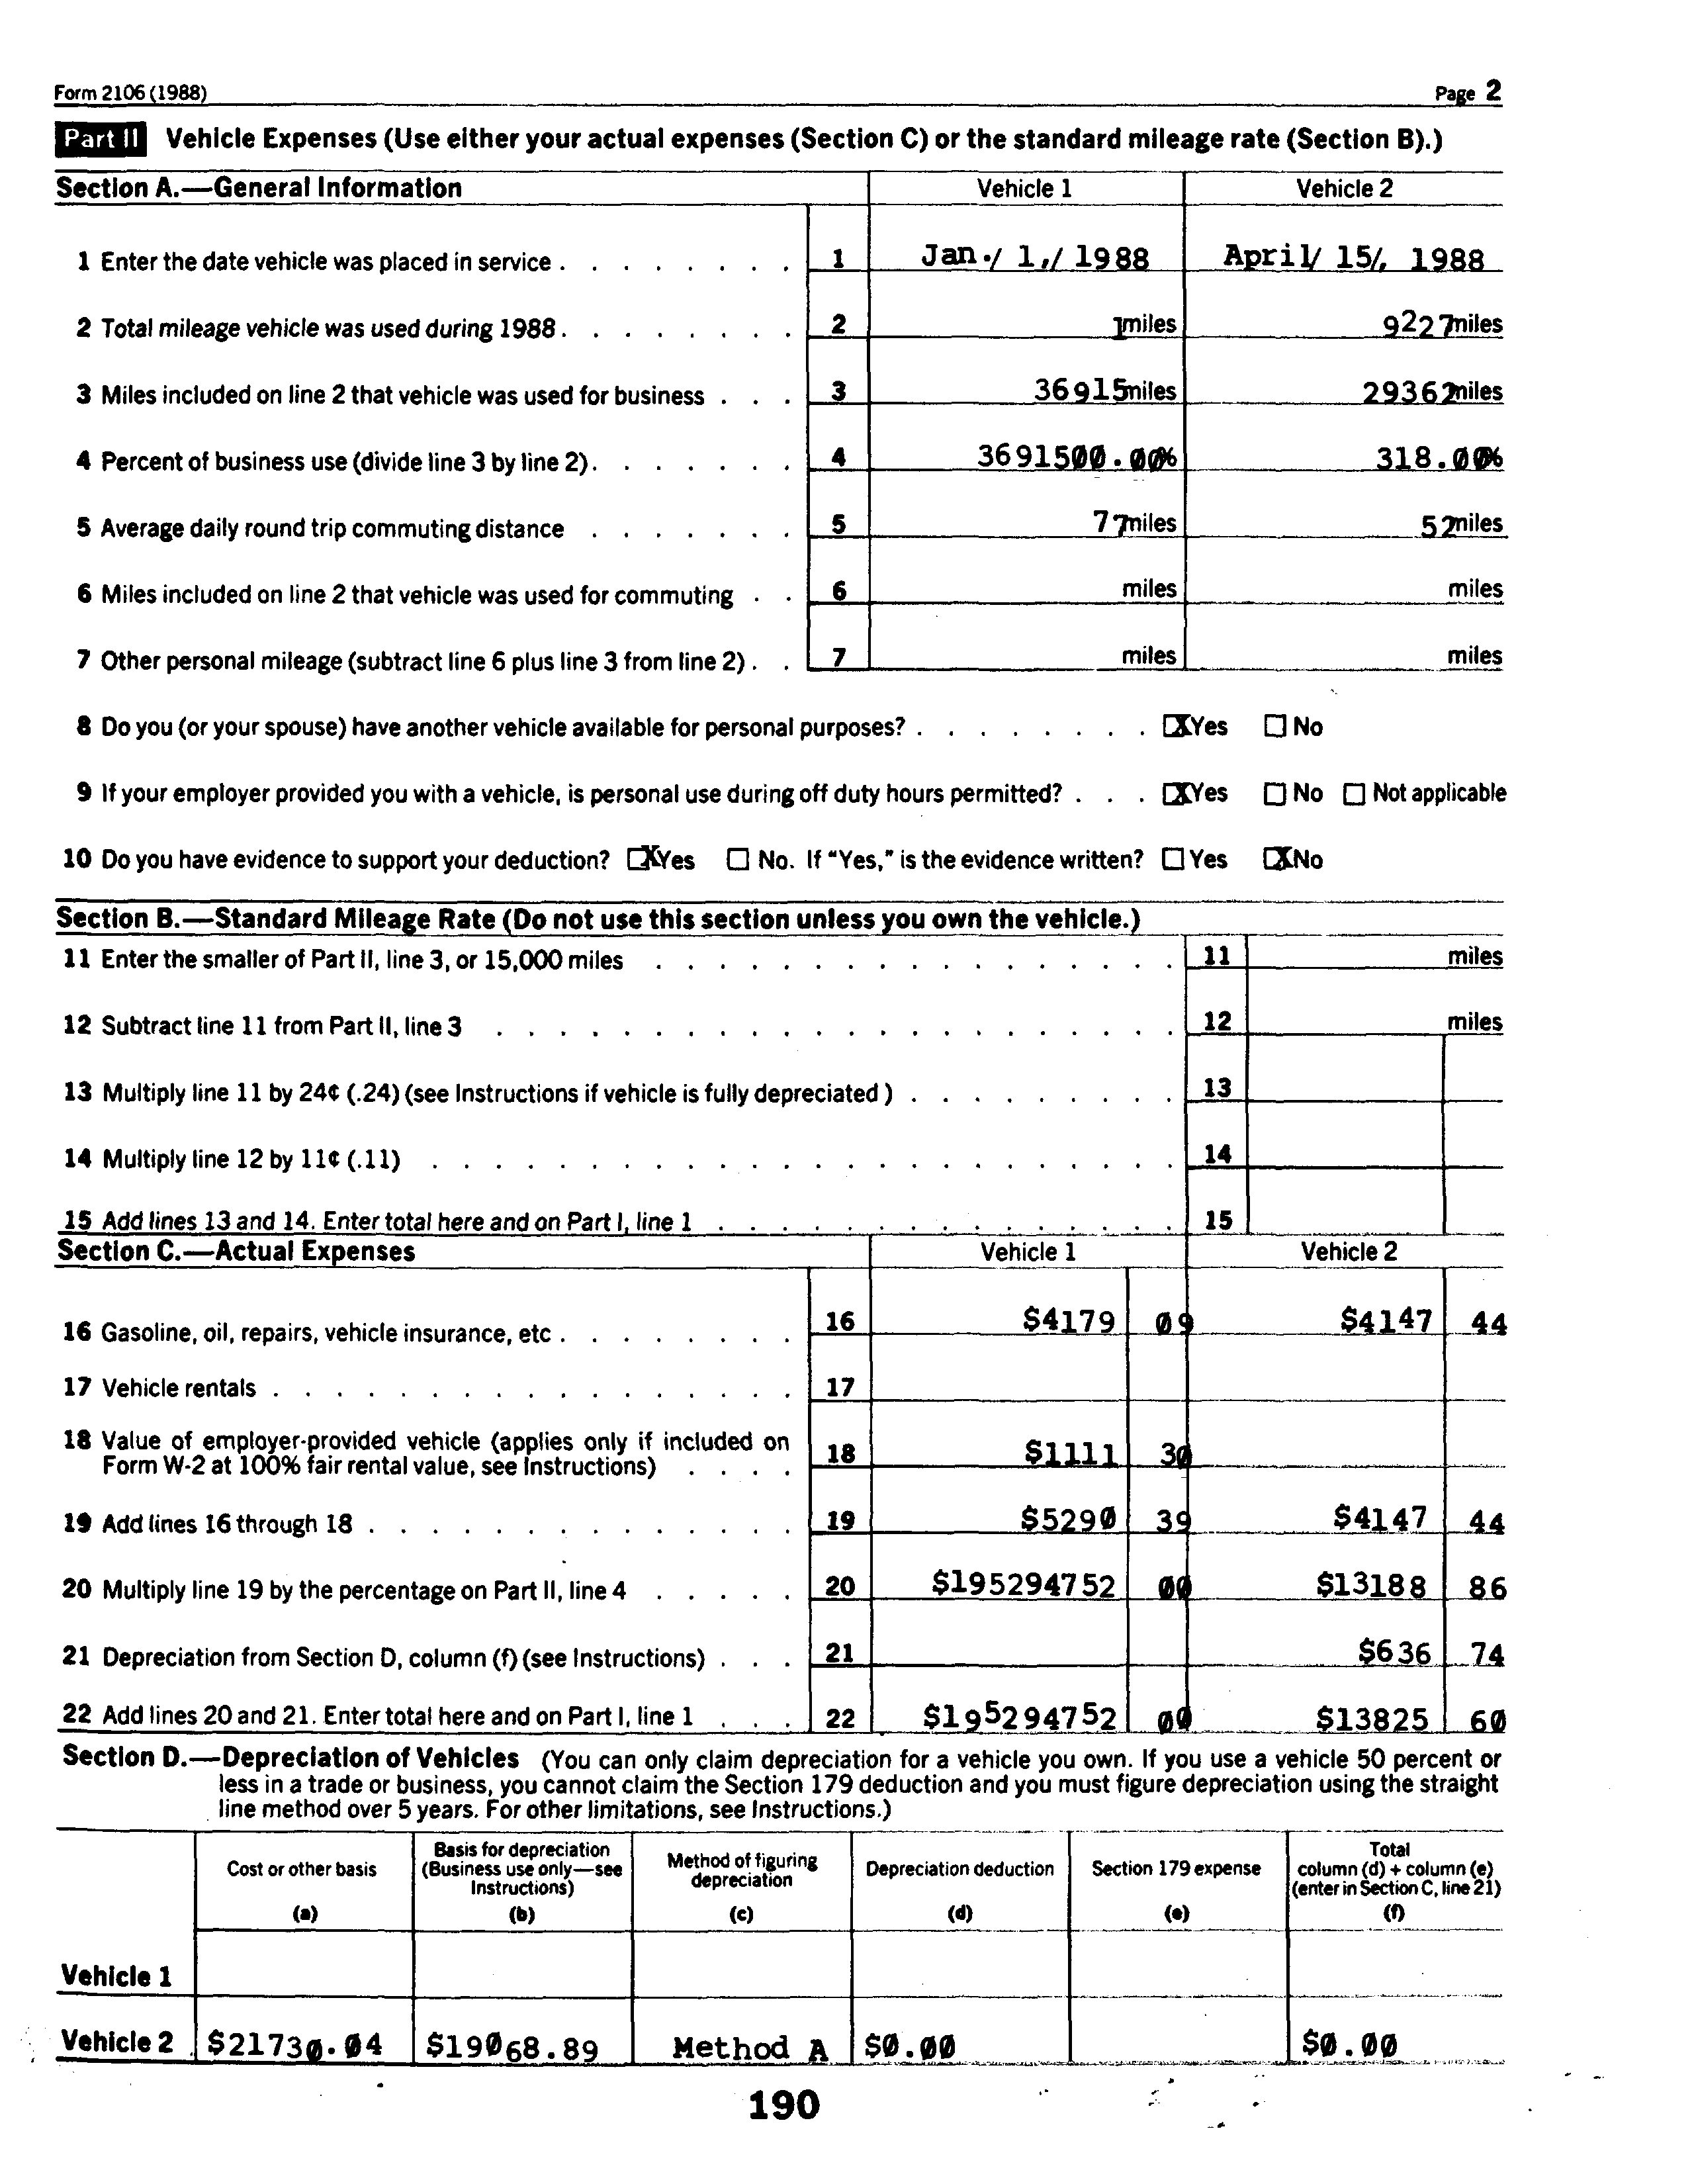 Form 2106 (1988) Page 2
Part II Vehicle Expenses (Use either your actual expenses (Section C) or the standard mileage rate (Section B).)
Section A.—General Information Vehicle 1 Vehicle 2
1 Enter the date vehicle was placed in service . . . . . . . . 1 Jan./ 1,/ 1988 April/ 15/, 1988
2 Total mileage vehicle was used during 1988 . . . . . . . . 2 1miles 9227miles
3 Miles included on line 2 that vehicle was used for business . . . 3 36915miles 29362miles
4 Percent of business use (divide line 3 by line 2) . . . . . . . 4 3691500.00% 318.00%
5 Average daily round trip commuting distance . . . . . . . 5 77miles 52miles
6 Miles included on line 2 that vehicle was used for commuting . . 6 miles miles
7 Other personal mileage (subtract line 6 plus line 3 from line 2) . . 7 miles miles
8 Do you (or your spouse) have another vehicle available for personal purposes? . . . . . . . . X Yes No
9 If your employer provided you with a vehicle, is personal use during off duty hours permitted? . . . X Yes No Not applicable
10 Do you have evidence to support your deduction? X Yes No. If "Yes," is the evidence written? Yes X No
Section B.—Standard Mileage Rate (Do not use this section unless you own the vehicle.)
11 Enter the smaller of Part II, line 3, or 15,000 miles . . . . . . . . . . . . . . . . . 11 miles
12 Subtract line 11 from Part II, line 3 . . . . . . . . . . . . . . . . . . . . . . 12 miles
13 Multiply line 11 by 24¢ (.24) (see Instructions if vehicle is fully depreciated ) . . . . . . . . . 13
14 Multiply line 12 by 11¢ (.11) . . . . . . . . . . . . . . . . . . . . . . . . 14
15 Add lines 13 and 14. Enter total here and on Part I, line 1 . . . . . . . . . . . . . . . 15
Section C.—Actual Expenses Vehicle 1 Vehicle 2
16 Gasoline, oil, repairs, vehicle insurance, etc . . . . . . . . 16 $4179 09 $4147 44
17 Vehicle rentals . . . . . . . . . . . . . . . . . 17
18 Value of employer-provided vehicle (applies only if included on
Form W-2 at 100% fair rental value, see Instructions) . . . . 18 $1111 30
19 Add lines 16 through 18 . . . . . . . . . . . . . . 19 $5290 39 $4147 44
20 Multiply line 19 by the percentage on Part II, line 4 . . . . . 20 $195294752 00 $13188 86
21 Depreciation from Section D, column (f) (see Instructions) . . . 21 $636 74
22 Add lines 20 and 21. Enter total here and on Part I, line 1 . . . 22 $195294752 00 $13825 60
Section D.—Depreciation of Vehicles (You can only claim depreciation for a vehicle you own. If you use a vehicle 50 percent or
less in a trade or business, you cannot claim the Section 179 deduction and you must figure depreciation using the straight
line method over 5 years. For other limitations, see Instructions.)
Cost or other basis
(a)
Basis for depreciation
(Business use only—see
Instructions)
(b)
Method of figuring
depreciation
(c)
Depreciation deduction
(d)
Section 179 expense
(e)
Total
column (d) + column (e)
(enter in Section C, line 21)
(f)
Vehicle 1
Vehicle 2 $21730.04 $19068.89 Method A $0.00 $0.00
190